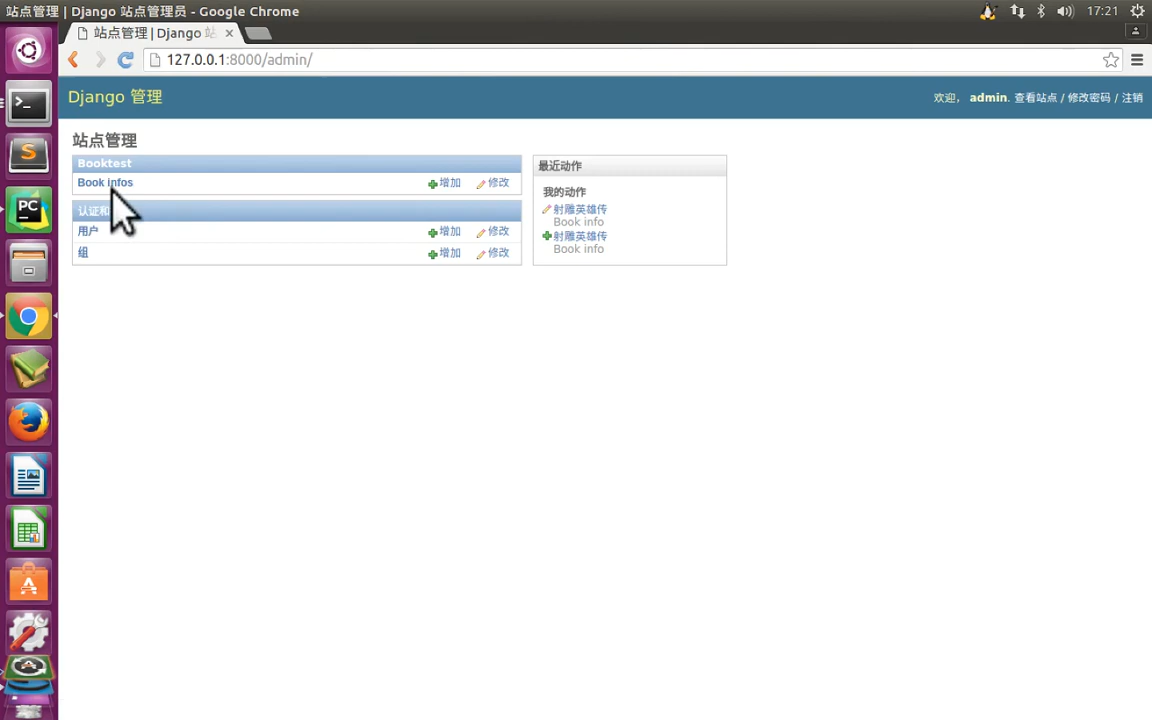 站点管理 | Django 站点管理员 - Google Chrome
17:21
站点管理 | Django 站
127.0.0.1:8000/admin/
Django 管理
欢迎， admin. 查看站点 / 修改密码 / 注销
站点管理
Booktest
Book infos
增加
修改
认证和
用户
增加
修改
组
增加
修改
最近动作
我的动作
射雕英雄传
Book info
射雕英雄传
Book info